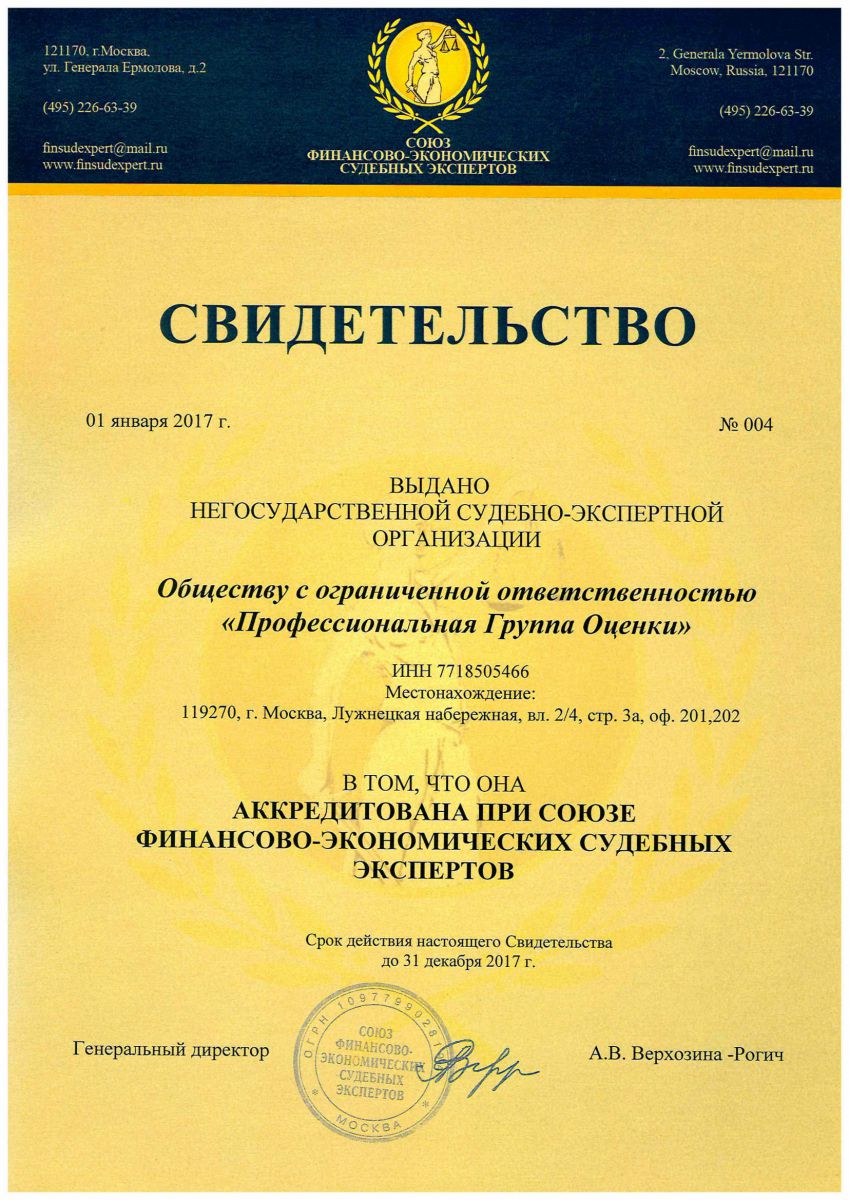 121170, г.Москва,
ул. Генерала Ермолова, д.2
(495) 226-63-39
finsudexpert@mail.ru
www.finsudexpert.ru
СОЮЗ
ФИНАНСОВО-ЭКОНОМИЧЕСКИХ
СУДЕБНЫХ ЭКСПЕРТОВ
2, Generala Yermolova Str.
Moscow, Russia, 121170
(495) 226-63-39
finsudexpert@mail.ru
www.finsudexpert.ru
СВИДЕТЕЛЬСТВО
01 января 2017 г.
№ 004
ВЫДАНО
НЕГОСУДАРСТВЕННОЙ СУДЕБНО-ЭКСПЕРТНОЙ
ОРГАНИЗАЦИИ
Обществу с ограниченной ответственностью
«Профессиональная Группа Оценки»
ИНН 7718505466
Местонахождение:
119270, г. Москва, Лужнецкая набережная, вл. 2/4, стр. 3а, оф. 201,202
В ТОМ, ЧТО ОНА
АККРЕДИТОВАНА ПРИ СОЮЗЕ
ФИНАНСОВО-ЭКОНОМИЧЕСКИХ СУДЕБНЫХ
ЭКСПЕРТОВ
Срок действия настоящего Свидетельства
до 31 декабря 2017 г.
Генеральный директор
ОГРН
СОЮЗ
ФИНАНСОВО-
ЭКОНОМИЧЕСКИХ
СУДЕБНЫХ
ЭКСПЕРТОВ
* МОСКВА *
А.В. Верхозина -Рогич